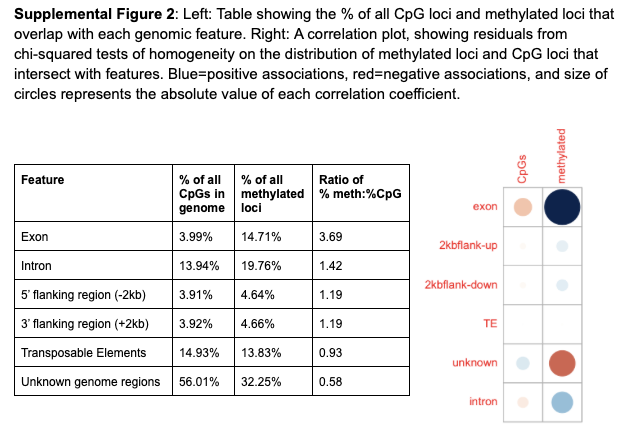 Supplemental Figure 2: Left: Table showing the % of all CpG loci and methylated loci that
overlap with each genomic feature. Right: A correlation plot, showing residuals from
chi-squared tests of homogeneity on the distribution of methylated loci and CpG loci that
intersect with features. Blue=positive associations, red=negative associations, and size of
circles represents the absolute value of each correlation coefficient.
Feature
% of all
CpGs in
genome
% of all
methylated
loci
Ratio of
% meth:%CpG
Exon 3.99% 14.71% 3.69
Intron 13.94% 19.76% 1.42
5' flanking region (-2kb) 3.91% 4.64% 1.19
3' flanking region (+2kb) 3.92% 4.66% 1.19
Transposable Elements 14.93% 13.83% 0.93
Unknown genome regions 56.01% 32.25% 0.58
CpGs
methylated
exon
2kbflank-up
2kbflank-down
TE
unknown
intron